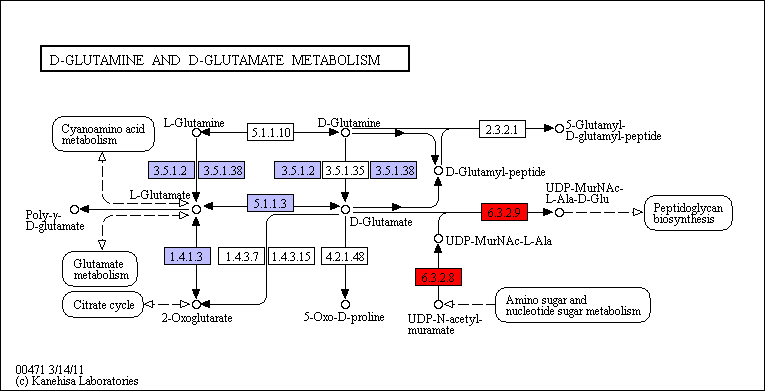 D-GLUTAMINE AND D-GLUTAMATE METABOLISM
Cyanoamino acid
metabolism
L-Glutamine
5.1.1.10
D-Glutamine
2.3.2.1
5-Glutamyl-
D-glutamyl-peptide
3.5.1.2
3.5.1.38
3.5.1.2
3.5.1.35
3.5.1.38
D-Glutamyl-peptide
L-Glutamate
5.1.1.3
D-Glutamate
Poly-γ-
D-glutamate
UDP-MurNAc-
L-Ala-D-Glu
6.3.2.9
Peptidoglycan
biosynthesis
UDP-MurNAc-L-Ala
Glutamate
metabolism
1.4.1.3
1.4.3.7
1.4.3.15
4.2.1.48
6.3.2.8
Citrate cycle
2-Oxoglutarate
5-Oxo-D-proline
UDP-N-acetyl-
muramate
Amino sugar and
nucleotide sugar metabolism
00471 3/14/11
(c) Kanehisa Laboratories